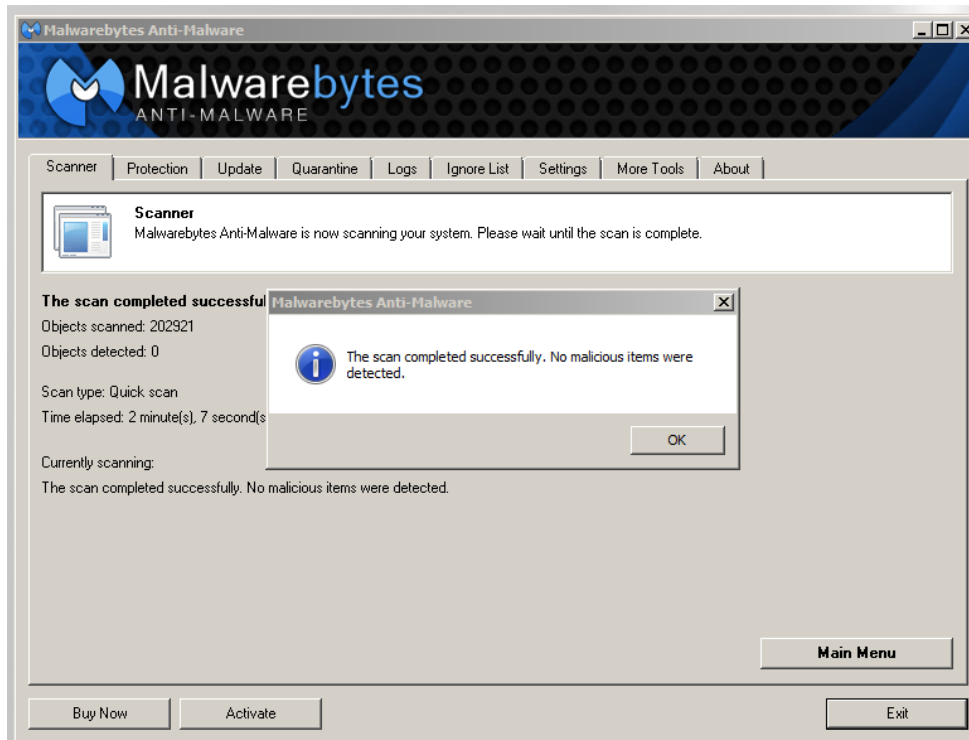 Malwarebytes Anti-Malware
Malwarebytes
ANTI-MALWARE
Scanner Protection Update Quarantine Logs Ignore List Settings More Tools About
Scanner
Malwarebytes Anti-Malware is now scanning your system. Please wait until the scan is complete.
The scan completed successful
Objects scanned: 202921
Objects detected: 0
Scan type: Quick scan
Time elapsed: 2 minute(s), 7 second(s
Currently scanning:
The scan completed successfully. No malicious items were detected.
Malwarebytes Anti-Malware
The scan completed successfully. No malicious items were
detected.
OK
Main Menu
Buy Now Activate Exit